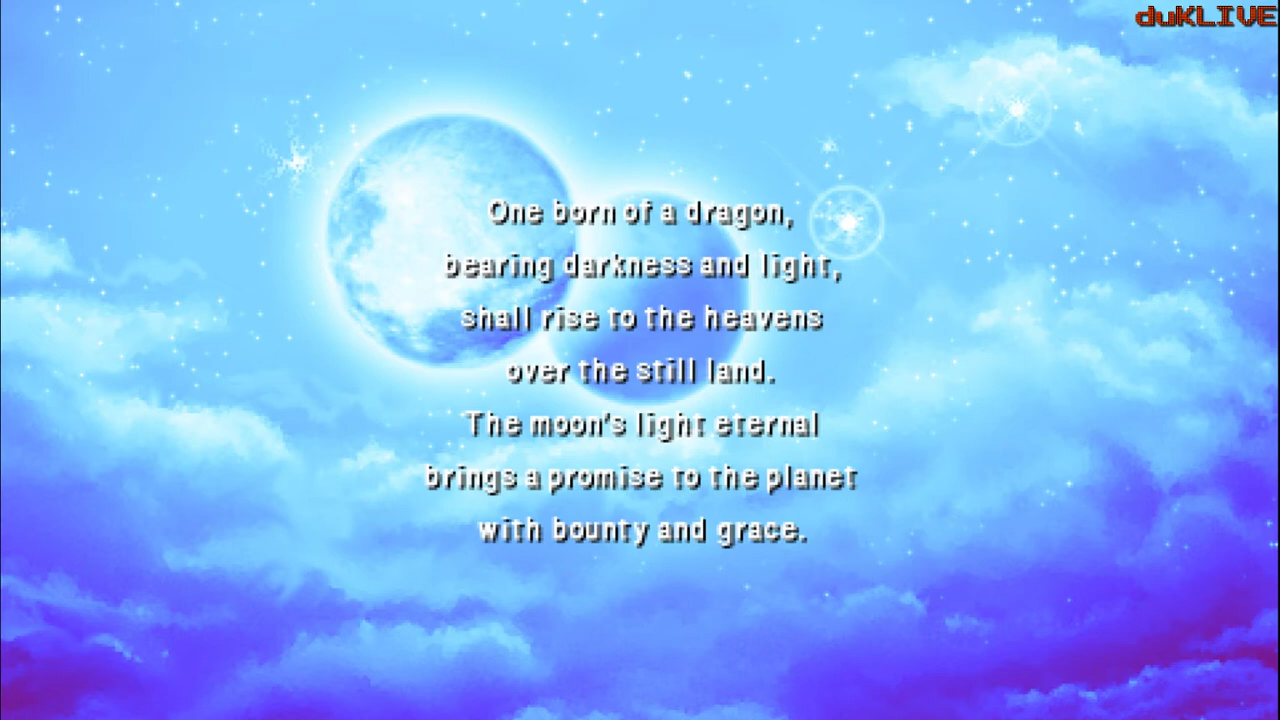 duKLIVE
One born of a dragon,
bearing darkness and light,
shall rise to the heavens
over the still land.
The moon's light eternal
brings a promise to the planet
with bounty and grace.